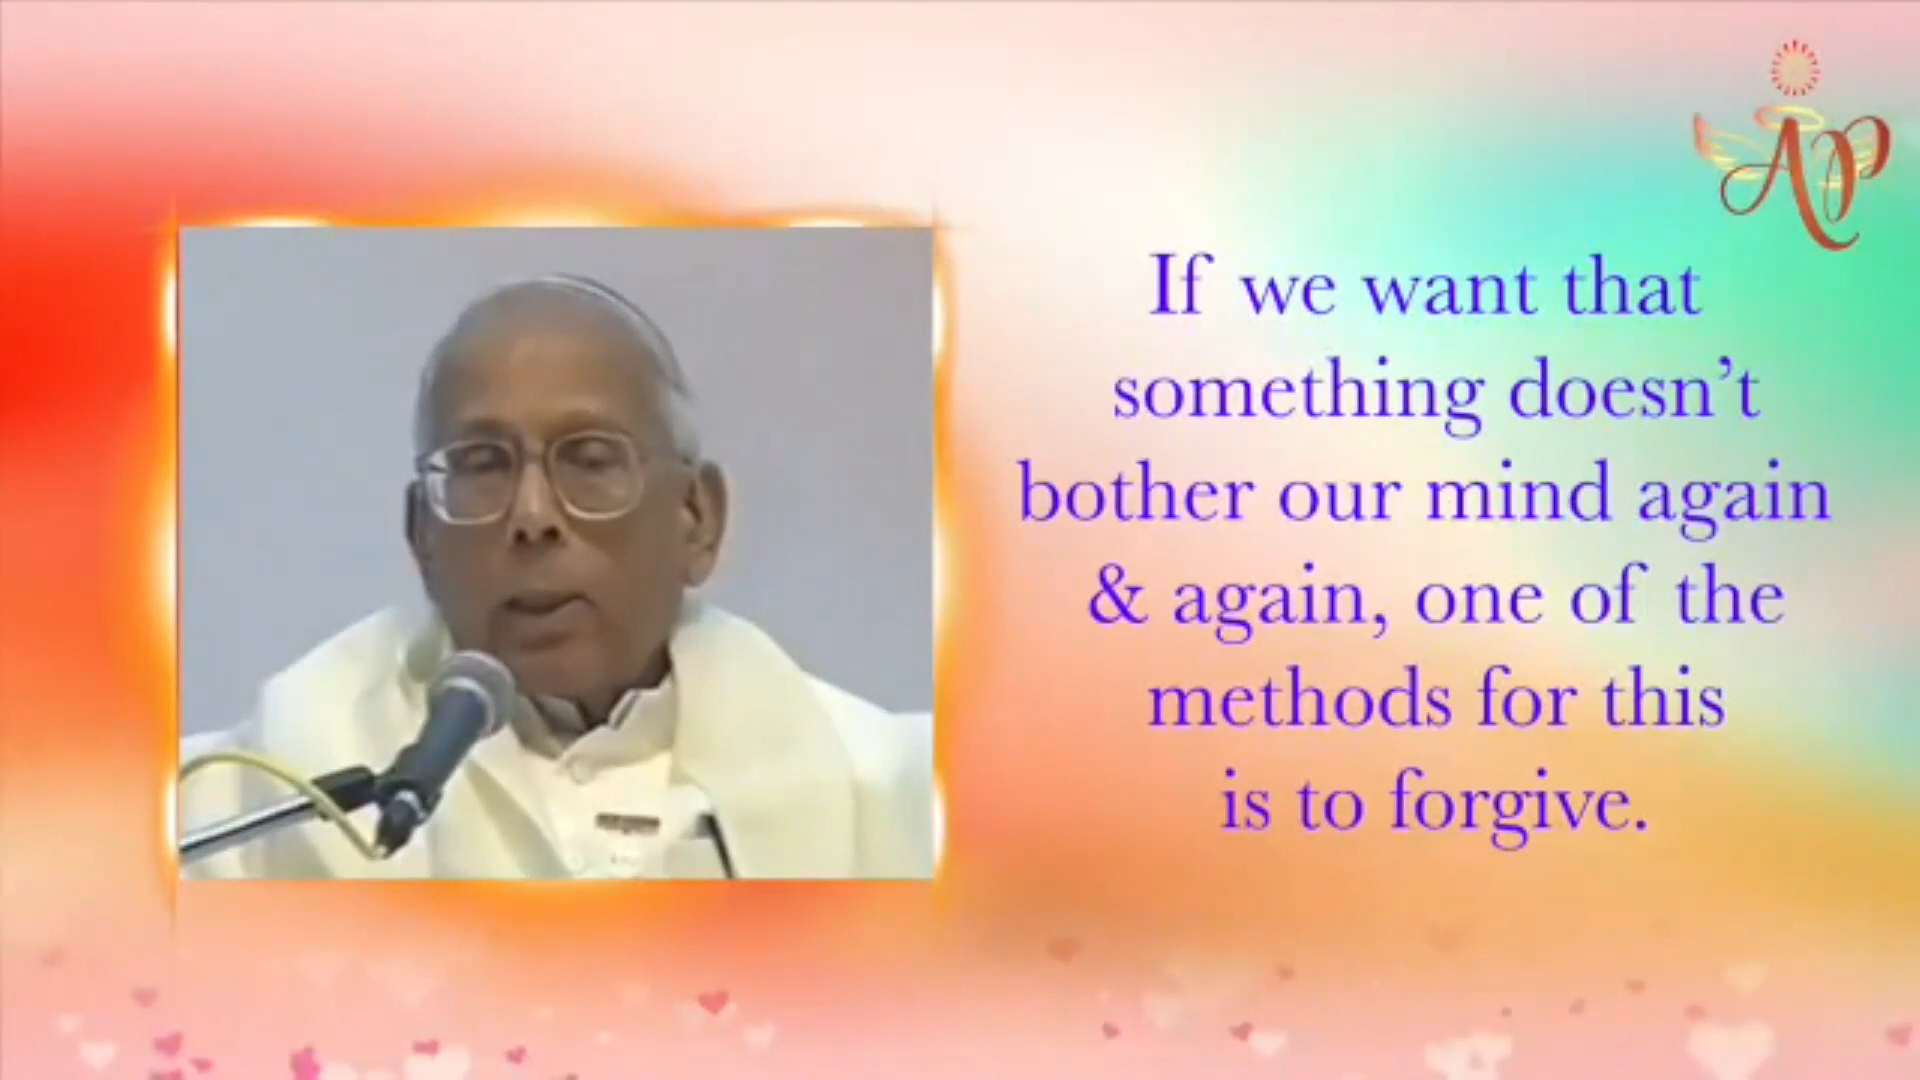 AP
If we want that
something doesn’t
bother our mind again
& again, one of the
methods for this
is to forgive.